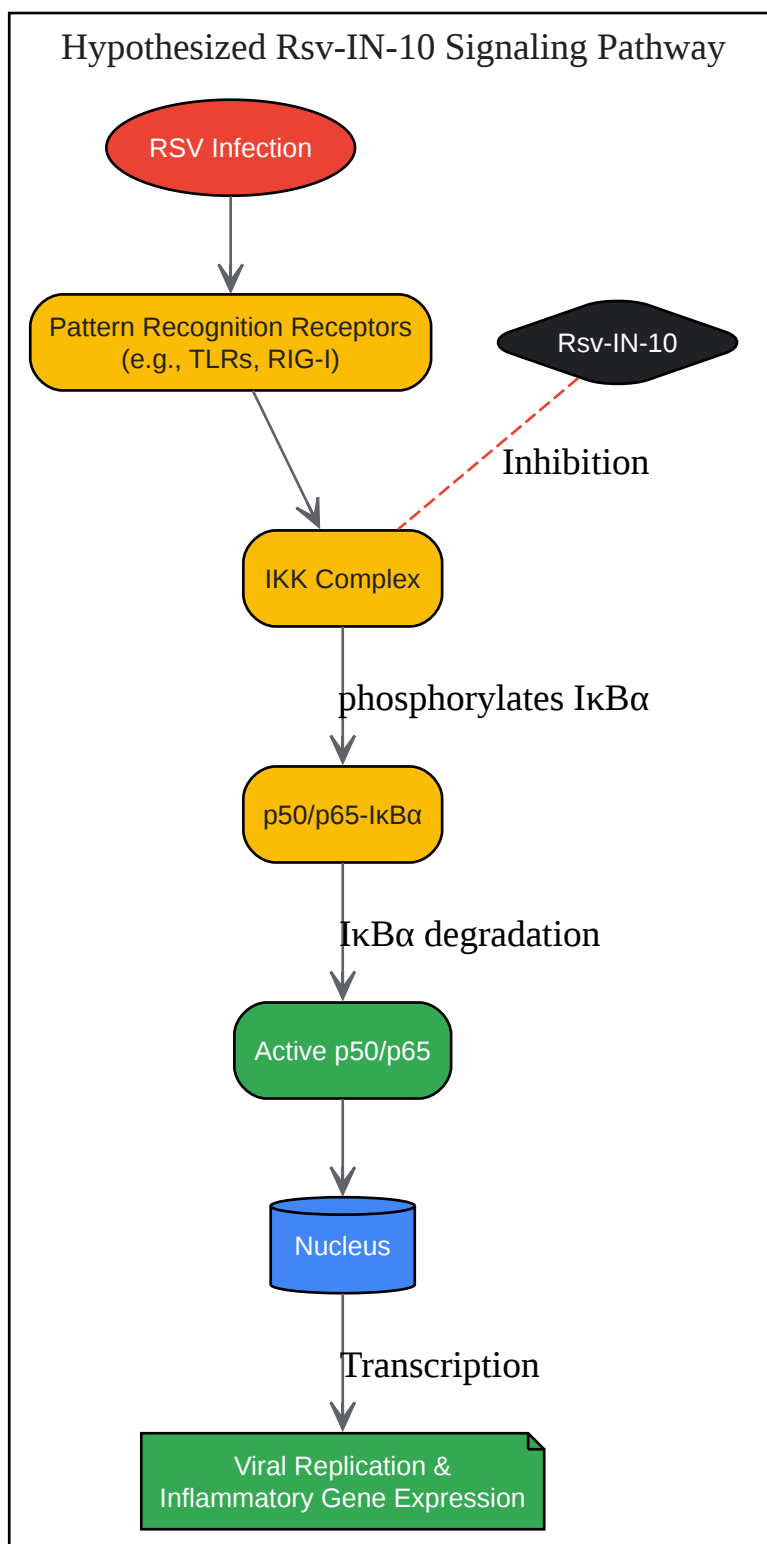 Hypothesized Rsv-IN-10 Signaling Pathway
RSV Infection
Pattern Recognition Receptors
(e.g., TLRs, RIG-I)
Rsv-IN-10
Inhibition
IKK Complex
phosphorylates IκBα
p50/p65-IκBα
IκBα degradation
Active p50/p65
Nucleus
Transcription
Viral Replication &
Inflammatory Gene Expression